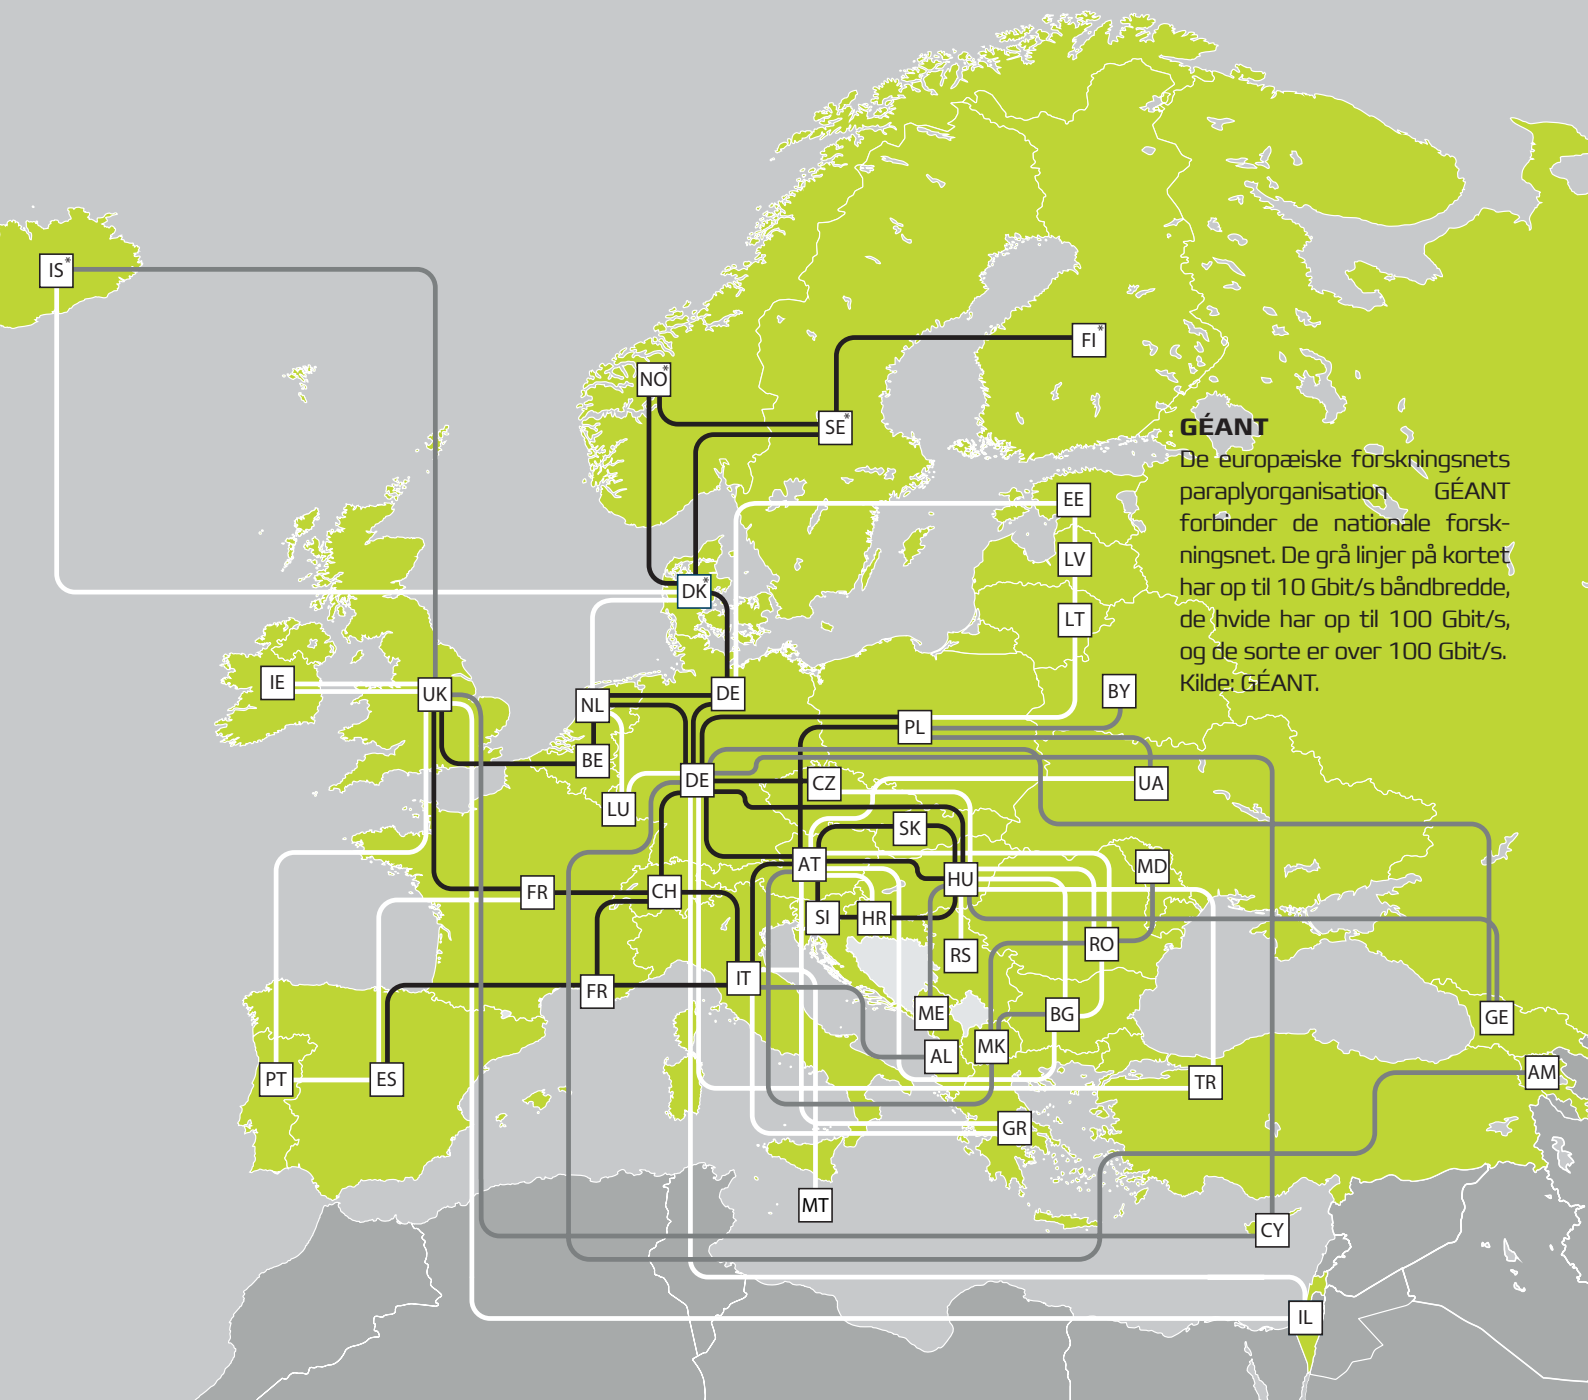 IS*
FI*
NO*
SE*
GÉANT
De europæiske forskningsnets
paraplyorganisation GÉANT
forbinder de nationale forsk-
ningsnet. De grå linjer på kortet
har op til 10 Gbit/s båndbredde,
de hvide har op til 100 Gbit/s,
og de sorte er over 100 Gbit/s.
Kilde: GÉANT.
EE
LV
DK*
LT
IE
UK
NL
DE
BY
PL
BE
DE
CZ
UA
LU
SK
AT
MD
HU
FR
CH
SI
HR
RO
RS
IT
FR
ME
BG
GE
MK
AL
PT
ES
TR
AM
GR
MT
CY
IL